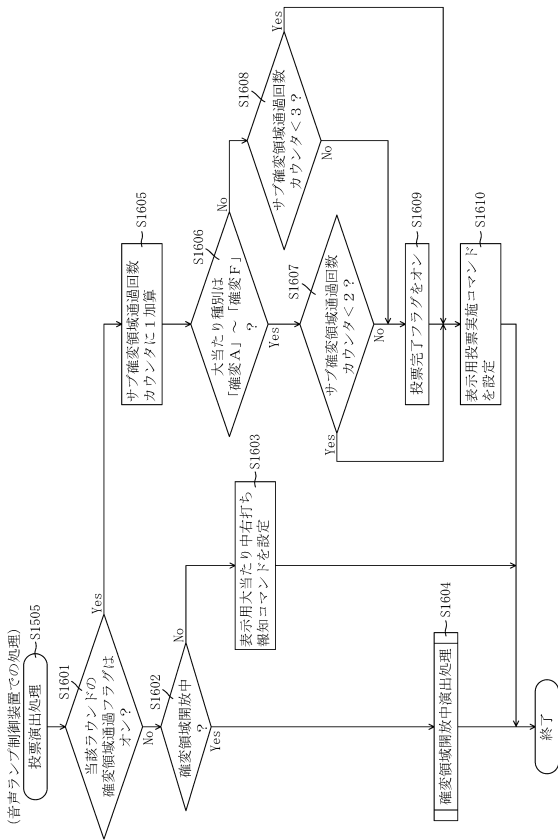 (音声ランプ制御装置での処理)
投票演出処理
S1505
当該ラウンドの
確変領域通過フラグは
オン?
S1601
Yes
No
確変領域開放中
?
S1602
No
Yes
表示用大当たり中右打ち
報知コマンドを設定
S1603
確変領域開放中演出処理
S1604
サブ確変領域通過回数
カウンタに1加算
S1605
大当たり種別は
「確変A」~「確変F」
?
S1606
No
Yes
サブ確変領域通過回数
カウンタ<2?
S1607
Yes
No
サブ確変領域通過回数
カウンタ<3?
S1608
Yes
No
投票完了フラグをオン
S1609
表示用投票実施コマンド
を設定
S1610
終了